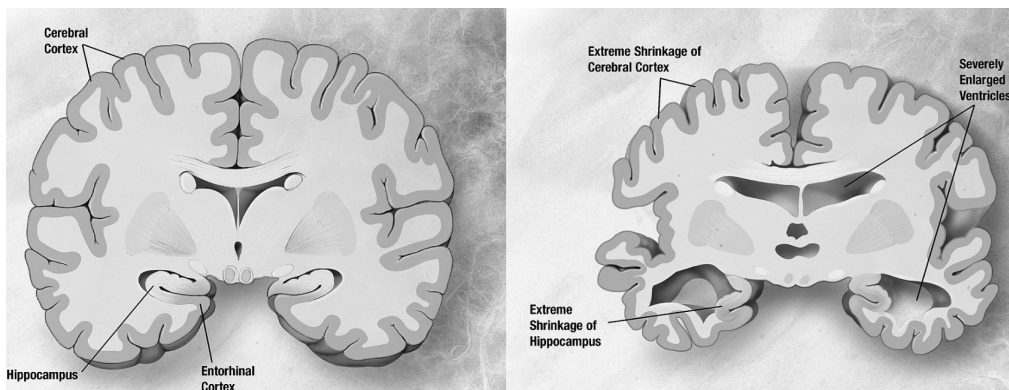 Cerebral
Cortex
Hippocampus
Entorhinal
Cortex
Extreme Shrinkage of
Cerebral Cortex
Severely
Enlarged
Ventricles
Extreme
Shrinkage of
Hippocampus